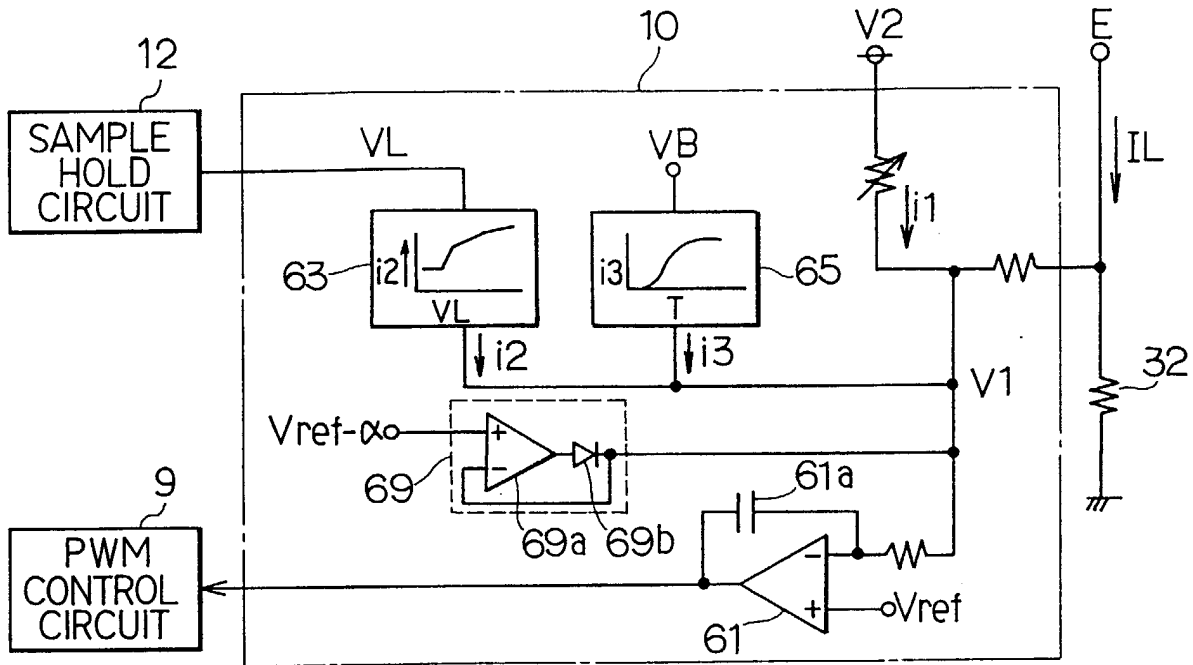 10
V2
E
12
SAMPLE
HOLD
CIRCUIT
VL
VB
IL
i1
63
i2
VL
i3
T
65
i2
i3
V1
32
Vref-α
+
-
69
69a
69b
61a
9
PWM
CONTROL
CIRCUIT
-
+
Vref
61